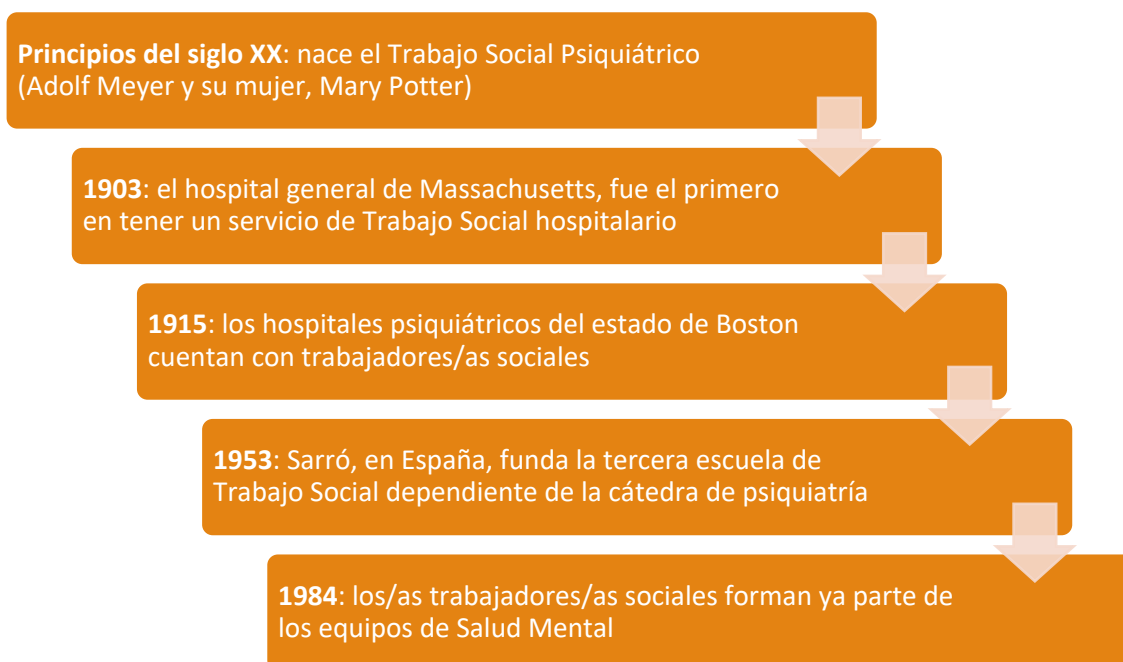 Principios del siglo XX: nace el Trabajo Social Psiquiátrico
(Adolf Meyer y su mujer, Mary Potter)
1903: el hospital general de Massachusetts, fue el primero
en tener un servicio de Trabajo Social hospitalario
1915: los hospitales psiquiátricos del estado de Boston
cuentan con trabajadores/as sociales
1953: Sarró, en España, funda la tercera escuela de
Trabajo Social dependiente de la cátedra de psiquiatría
1984: los/as trabajadores/as sociales forman ya parte de
los equipos de Salud Mental